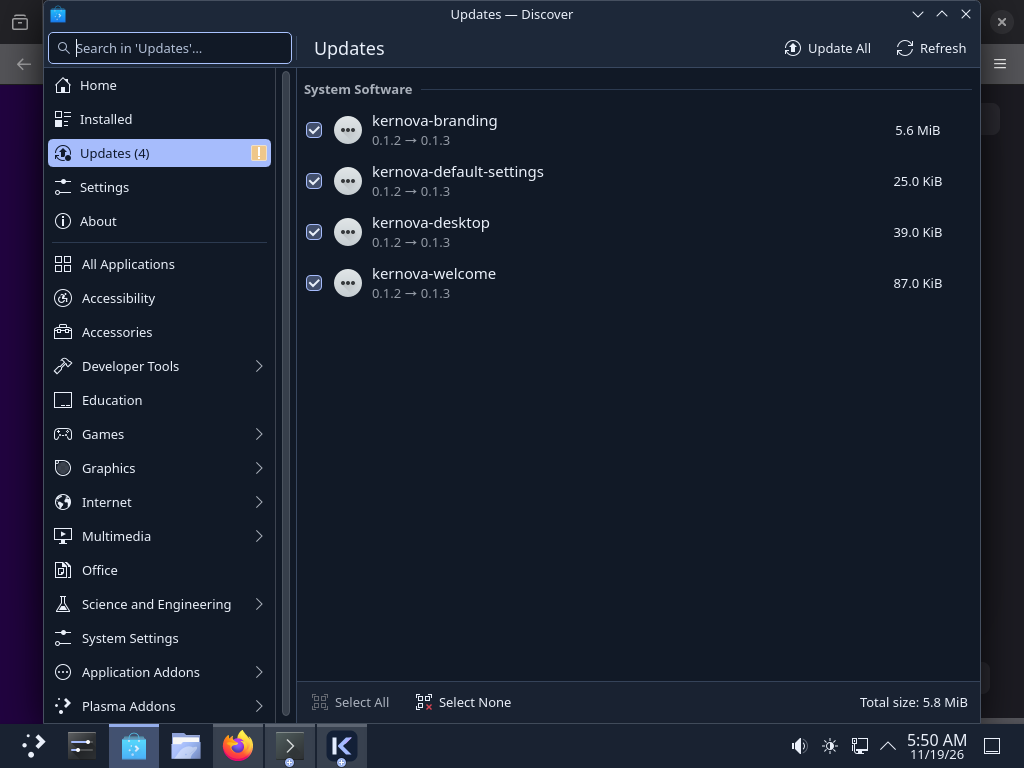 Updates — Discover
Search in 'Updates'...
Updates
Update All
Refresh
Home
Installed
Updates (4)
Settings
About
All Applications
Accessibility
Accessories
Developer Tools
Education
Games
Graphics
Internet
Multimedia
Office
Science and Engineering
System Settings
Application Addons
Plasma Addons
System Software
kernova-branding
0.1.2 → 0.1.3
5.6 MiB
kernova-default-settings
0.1.2 → 0.1.3
25.0 KiB
kernova-desktop
0.1.2 → 0.1.3
39.0 KiB
kernova-welcome
0.1.2 → 0.1.3
87.0 KiB
Select All
Select None
Total size: 5.8 MiB
5:50 AM
11/19/26